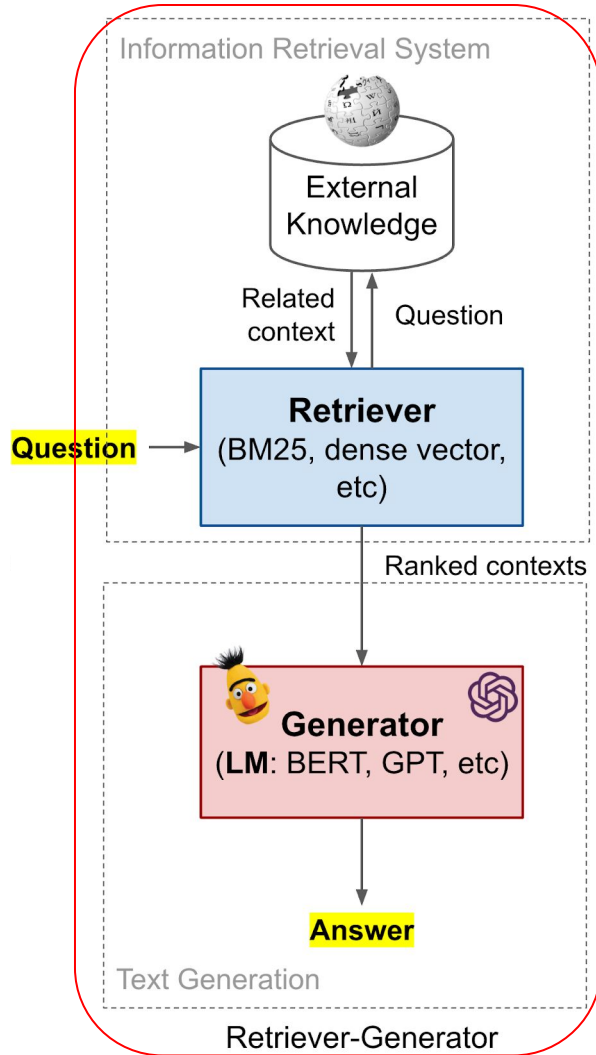 Information Retrieval System
External
Knowledge
Related
context
Question
Question
Retriever
(BM25, dense vector,
etc)
Ranked contexts
Generator
(LM: BERT, GPT, etc)
Answer
Text Generation
Retriever-Generator